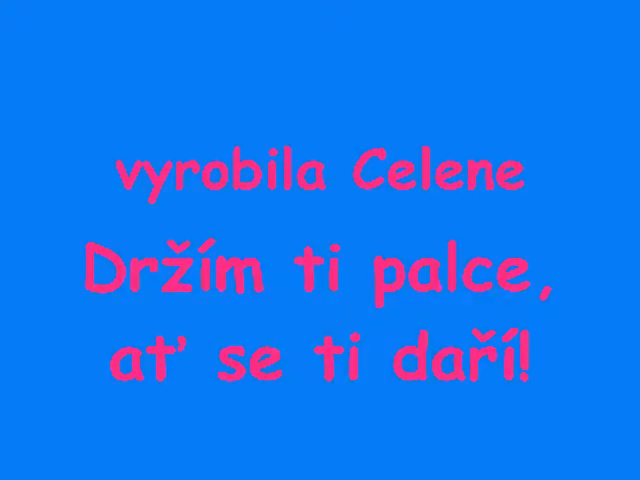 vyrobila Celene
Držím ti palce,
ať se ti daří!